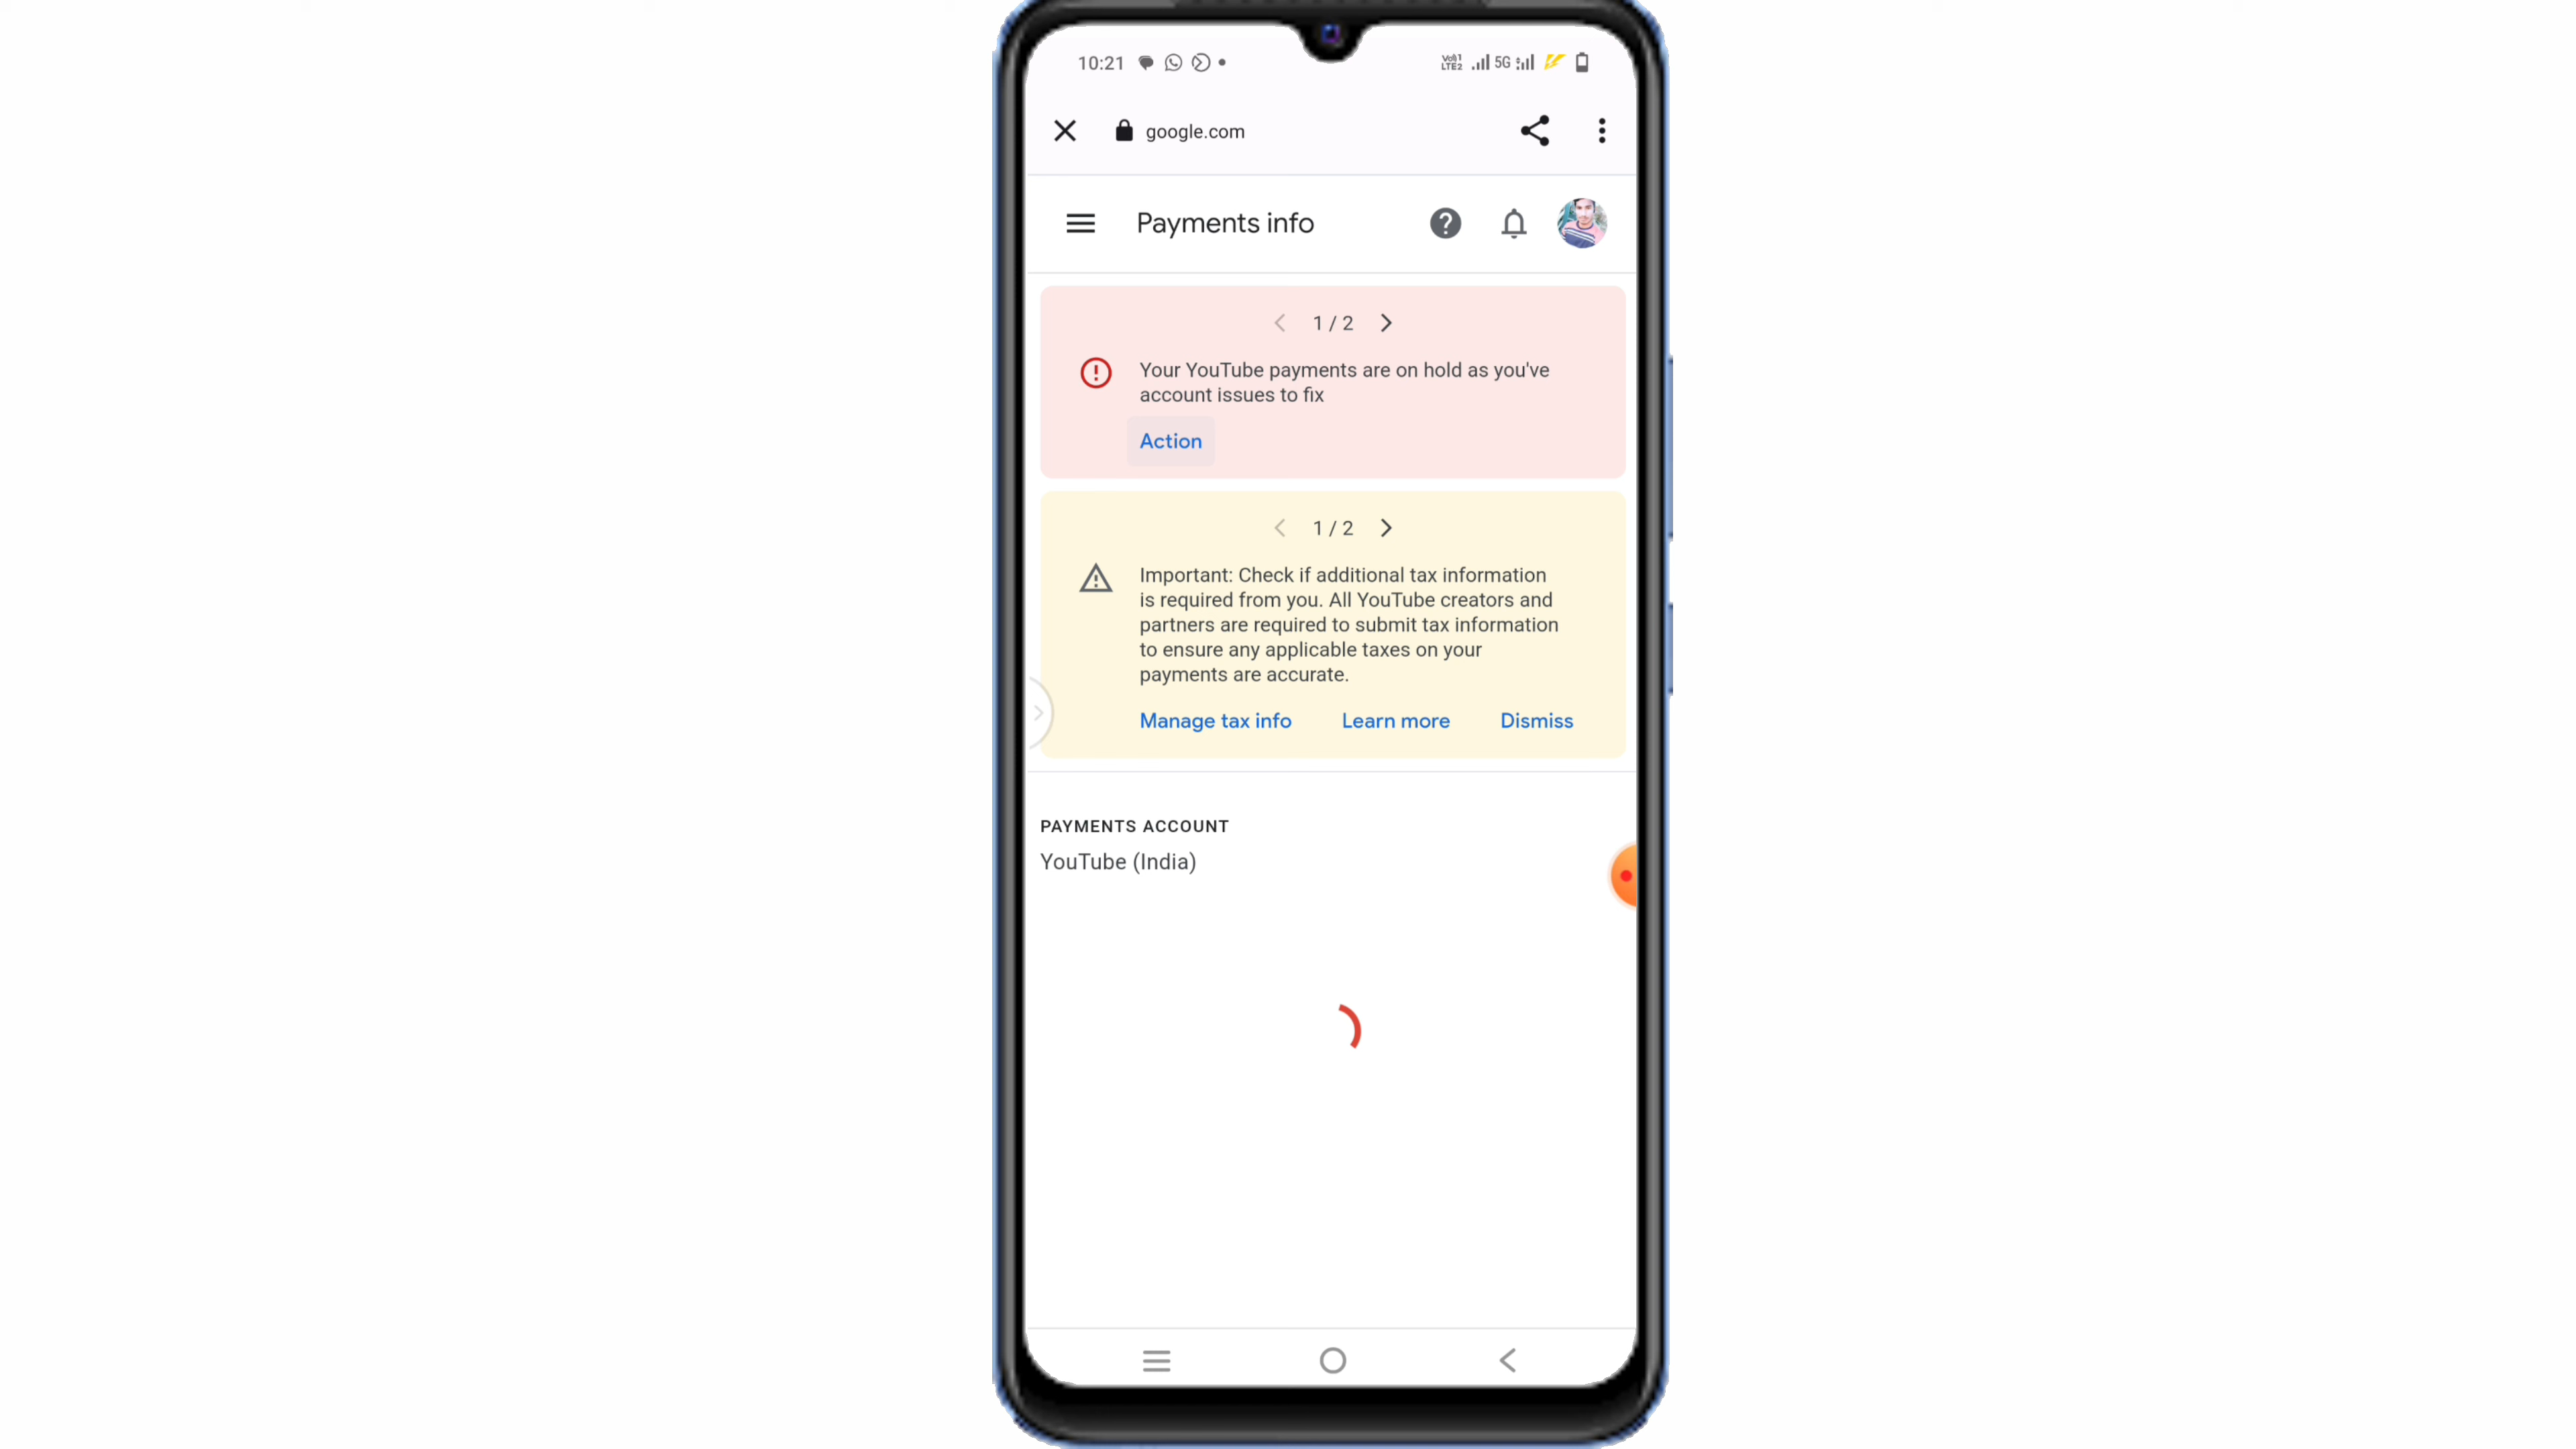 10:21
Vo)) 1 LTE2 5G
google.com
Payments info
1 / 2
Your YouTube payments are on hold as you've
account issues to fix
Action
1 / 2
Important: Check if additional tax information
is required from you. All YouTube creators and
partners are required to submit tax information
to ensure any applicable taxes on your
payments are accurate.
Manage tax info Learn more Dismiss
PAYMENTS ACCOUNT
YouTube (India)